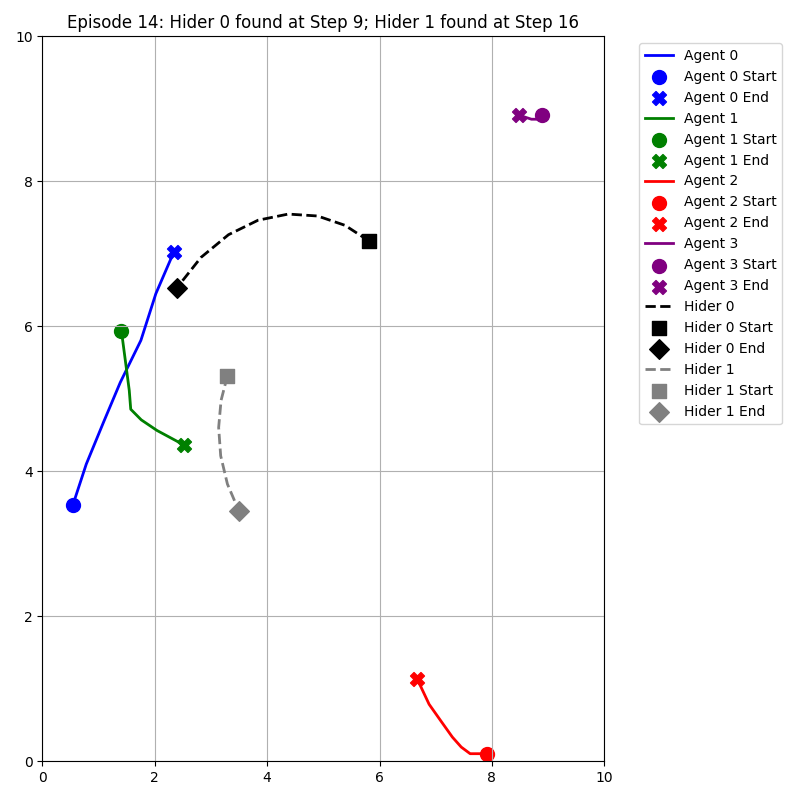 Episode 14: Hider 0 found at Step 9; Hider 1 found at Step 16
10
8
6
4
2
0
0 2 4 6 8 10
Agent 0
Agent 0 Start
Agent 0 End
Agent 1
Agent 1 Start
Agent 1 End
Agent 2
Agent 2 Start
Agent 2 End
Agent 3
Agent 3 Start
Agent 3 End
Hider 0
Hider 0 Start
Hider 0 End
Hider 1
Hider 1 Start
Hider 1 End